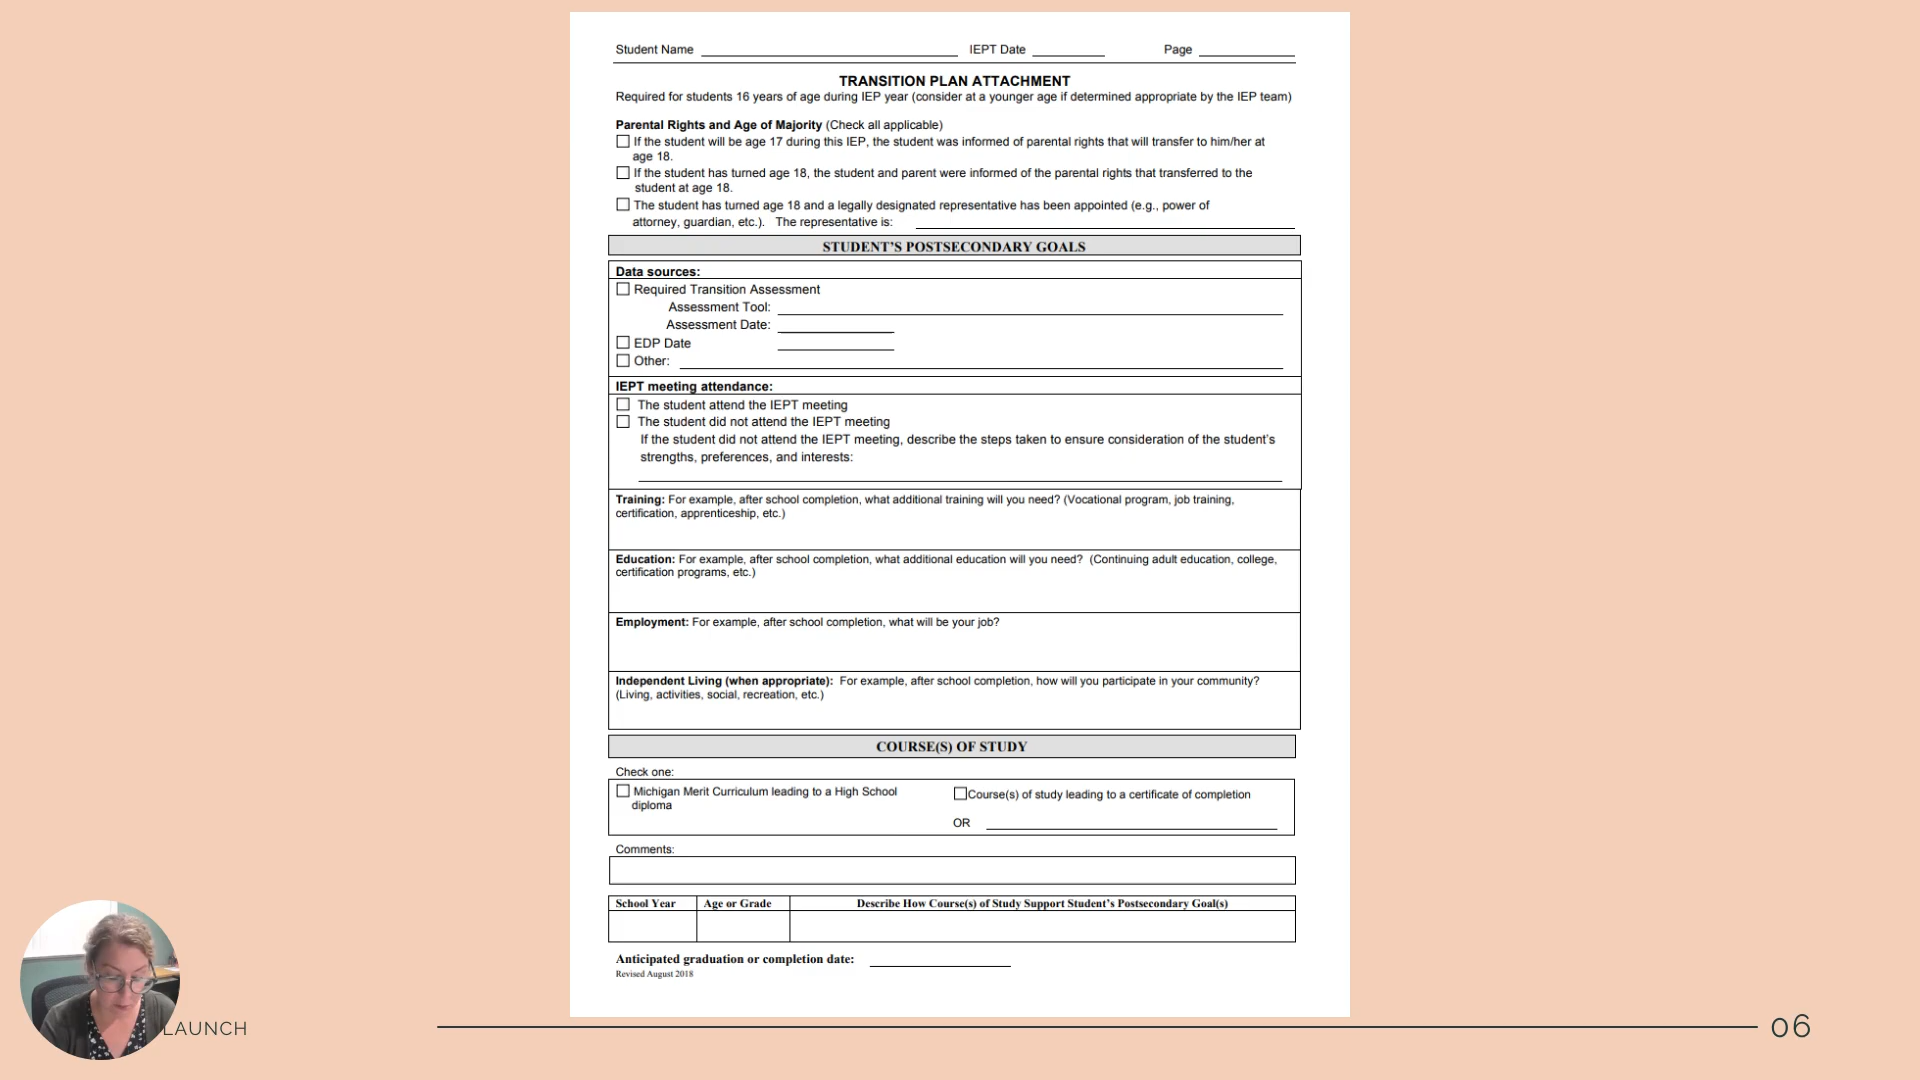 Student Name IEPT Date Page
TRANSITION PLAN ATTACHMENT
Required for students 16 years of age during IEP year (consider at a younger age if determined appropriate by the IEP team)
Parental Rights and Age of Majority (Check all applicable)
If the student will be age 17 during this IEP, the student was informed of parental rights that will transfer to him/her at
age 18.
If the student has turned age 18, the student and parent were informed of the parental rights that transferred to the
student at age 18.
The student has turned age 18 and a legally designated representative has been appointed (e.g., power of
attorney, guardian, etc.). The representative is:
STUDENT'S POSTSECONDARY GOALS
Data sources:
Required Transition Assessment
Assessment Tool:
Assessment Date:
EDP Date
Other:
IEPT meeting attendance:
The student attend the IEPT meeting
The student did not attend the IEPT meeting
If the student did not attend the IEPT meeting, describe the steps taken to ensure consideration of the student's
strengths, preferences, and interests:
Training: For example, after school completion, what additional training will you need? (Vocational program, job training,
certification, apprenticeship, etc.)
Education: For example, after school completion, what additional education will you need? (Continuing adult education, college,
certification programs, etc.)
Employment: For example, after school completion, what will be your job?
Independent Living (when appropriate): For example, after school completion, how will you participate in your community?
(Living, activities, social, recreation, etc.)
COURSE(S) OF STUDY
Check one:
Michigan Merit Curriculum leading to a High School
diploma
Course(s) of study leading to a certificate of completion
OR
Comments:
School Year Age or Grade Describe How Course(s) of Study Support Student's Postsecondary Goal(s)
Anticipated graduation or completion date:
Revised August 2018
LAUNCH
06